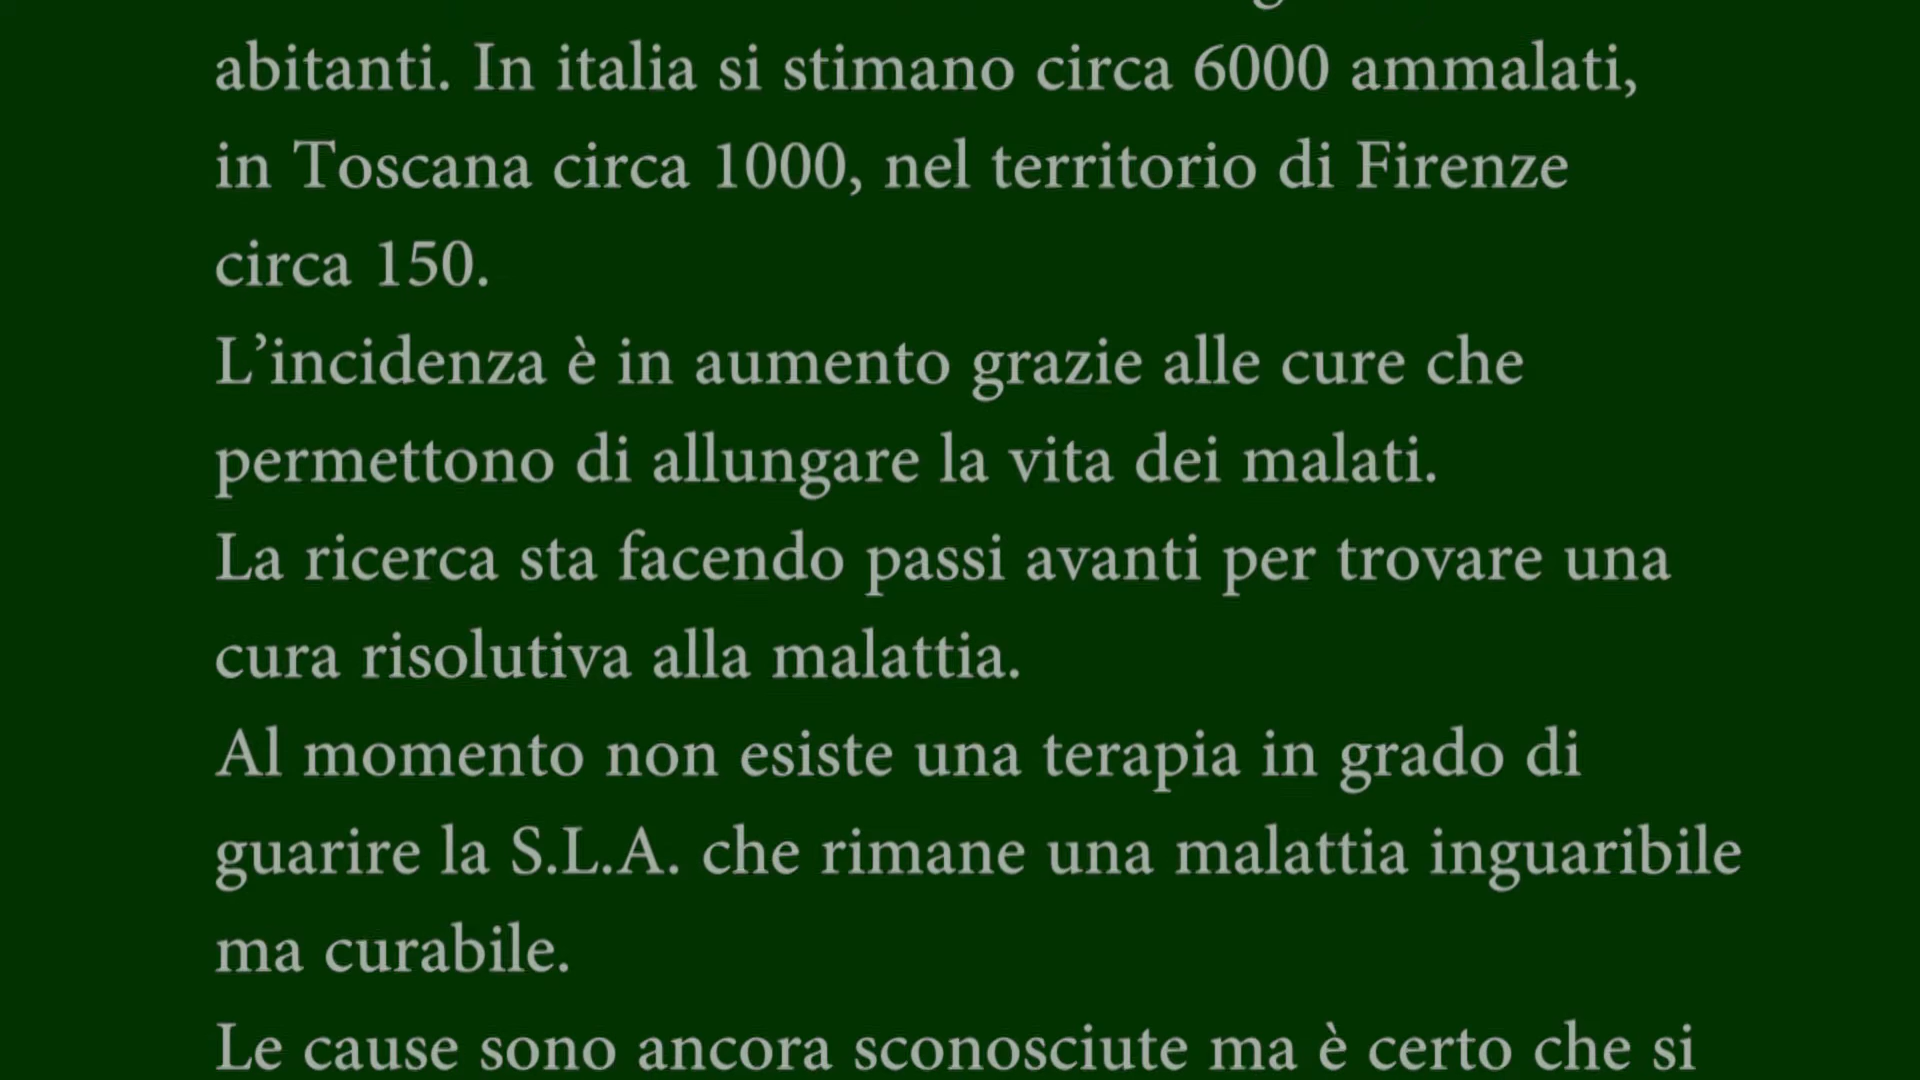 abitanti. In italia si stimano circa 6000 ammalati,
in Toscana circa 1000, nel territorio di Firenze
circa 150.
L’incidenza è in aumento grazie alle cure che
permettono di allungare la vita dei malati.
La ricerca sta facendo passi avanti per trovare una
cura risolutiva alla malattia.
Al momento non esiste una terapia in grado di
guarire la S.L.A. che rimane una malattia inguaribile
ma curabile.
Le cause sono ancora sconosciute ma è certo che si